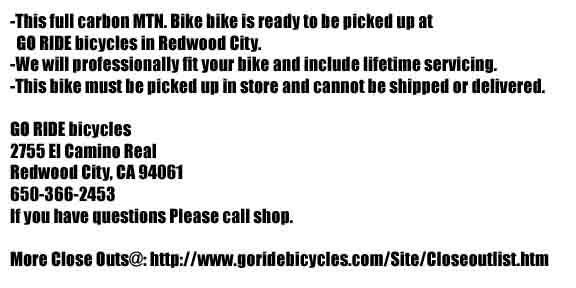 -This full carbon MTN. Bike bike is ready to be picked up at
GO RIDE bicycles in Redwood City.
-We will professionally fit your bike and include lifetime servicing.
-This bike must be picked up in store and cannot be shipped or delivered.
GO RIDE bicycles
2755 El Camino Real
Redwood City, CA 94061
650-366-2453
If you have questions Please call shop.
More Close Outs@: http://www.goridebicycles.com/Site/Closeoutlist.htm